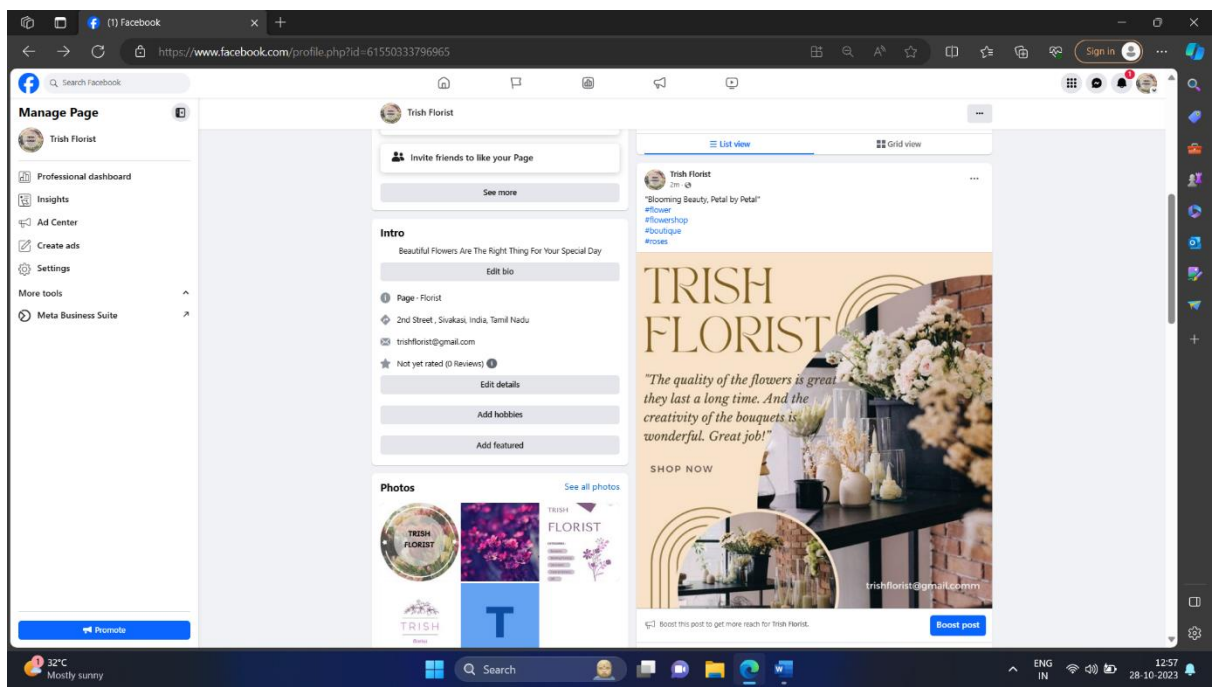 (1) Facebook
https://www.facebook.com/profile.php?id=61550333796965
Sign in
Search Facebook
1
Manage Page
Trish Florist
Professional dashboard
Insights
Ad Center
Create ads
Settings
More tools
Meta Business Suite
Promote
Trish Florist
Invite friends to like your Page
See more
Intro
Beautiful Flowers Are The Right Thing For Your Special Day
Edit bio
Page · Florist
2nd Street , Sivakasi, India, Tamil Nadu
trishflorist@gmail.com
Not yet rated (0 Reviews)
Edit details
Add hobbies
Add featured
Photos
See all photos
TRISH
FLORIST
TRISH
FLORIST
TRISH
T
List view
Grid view
Trish Florist
2m
"Blooming Beauty, Petal by Petal"
#flower
#flowershop
#boutique
#roses
TRISH
FLORIST
"The quality of the flowers is great
they last a long time. And the
creativity of the bouquets is
wonderful. Great job!"
SHOP NOW
trishflorist@gmail.comm
Boost this post to get more reach for Trish Florist.
Boost post
1
32°C
Mostly sunny
Search
ENG
IN
12:57
28-10-2023